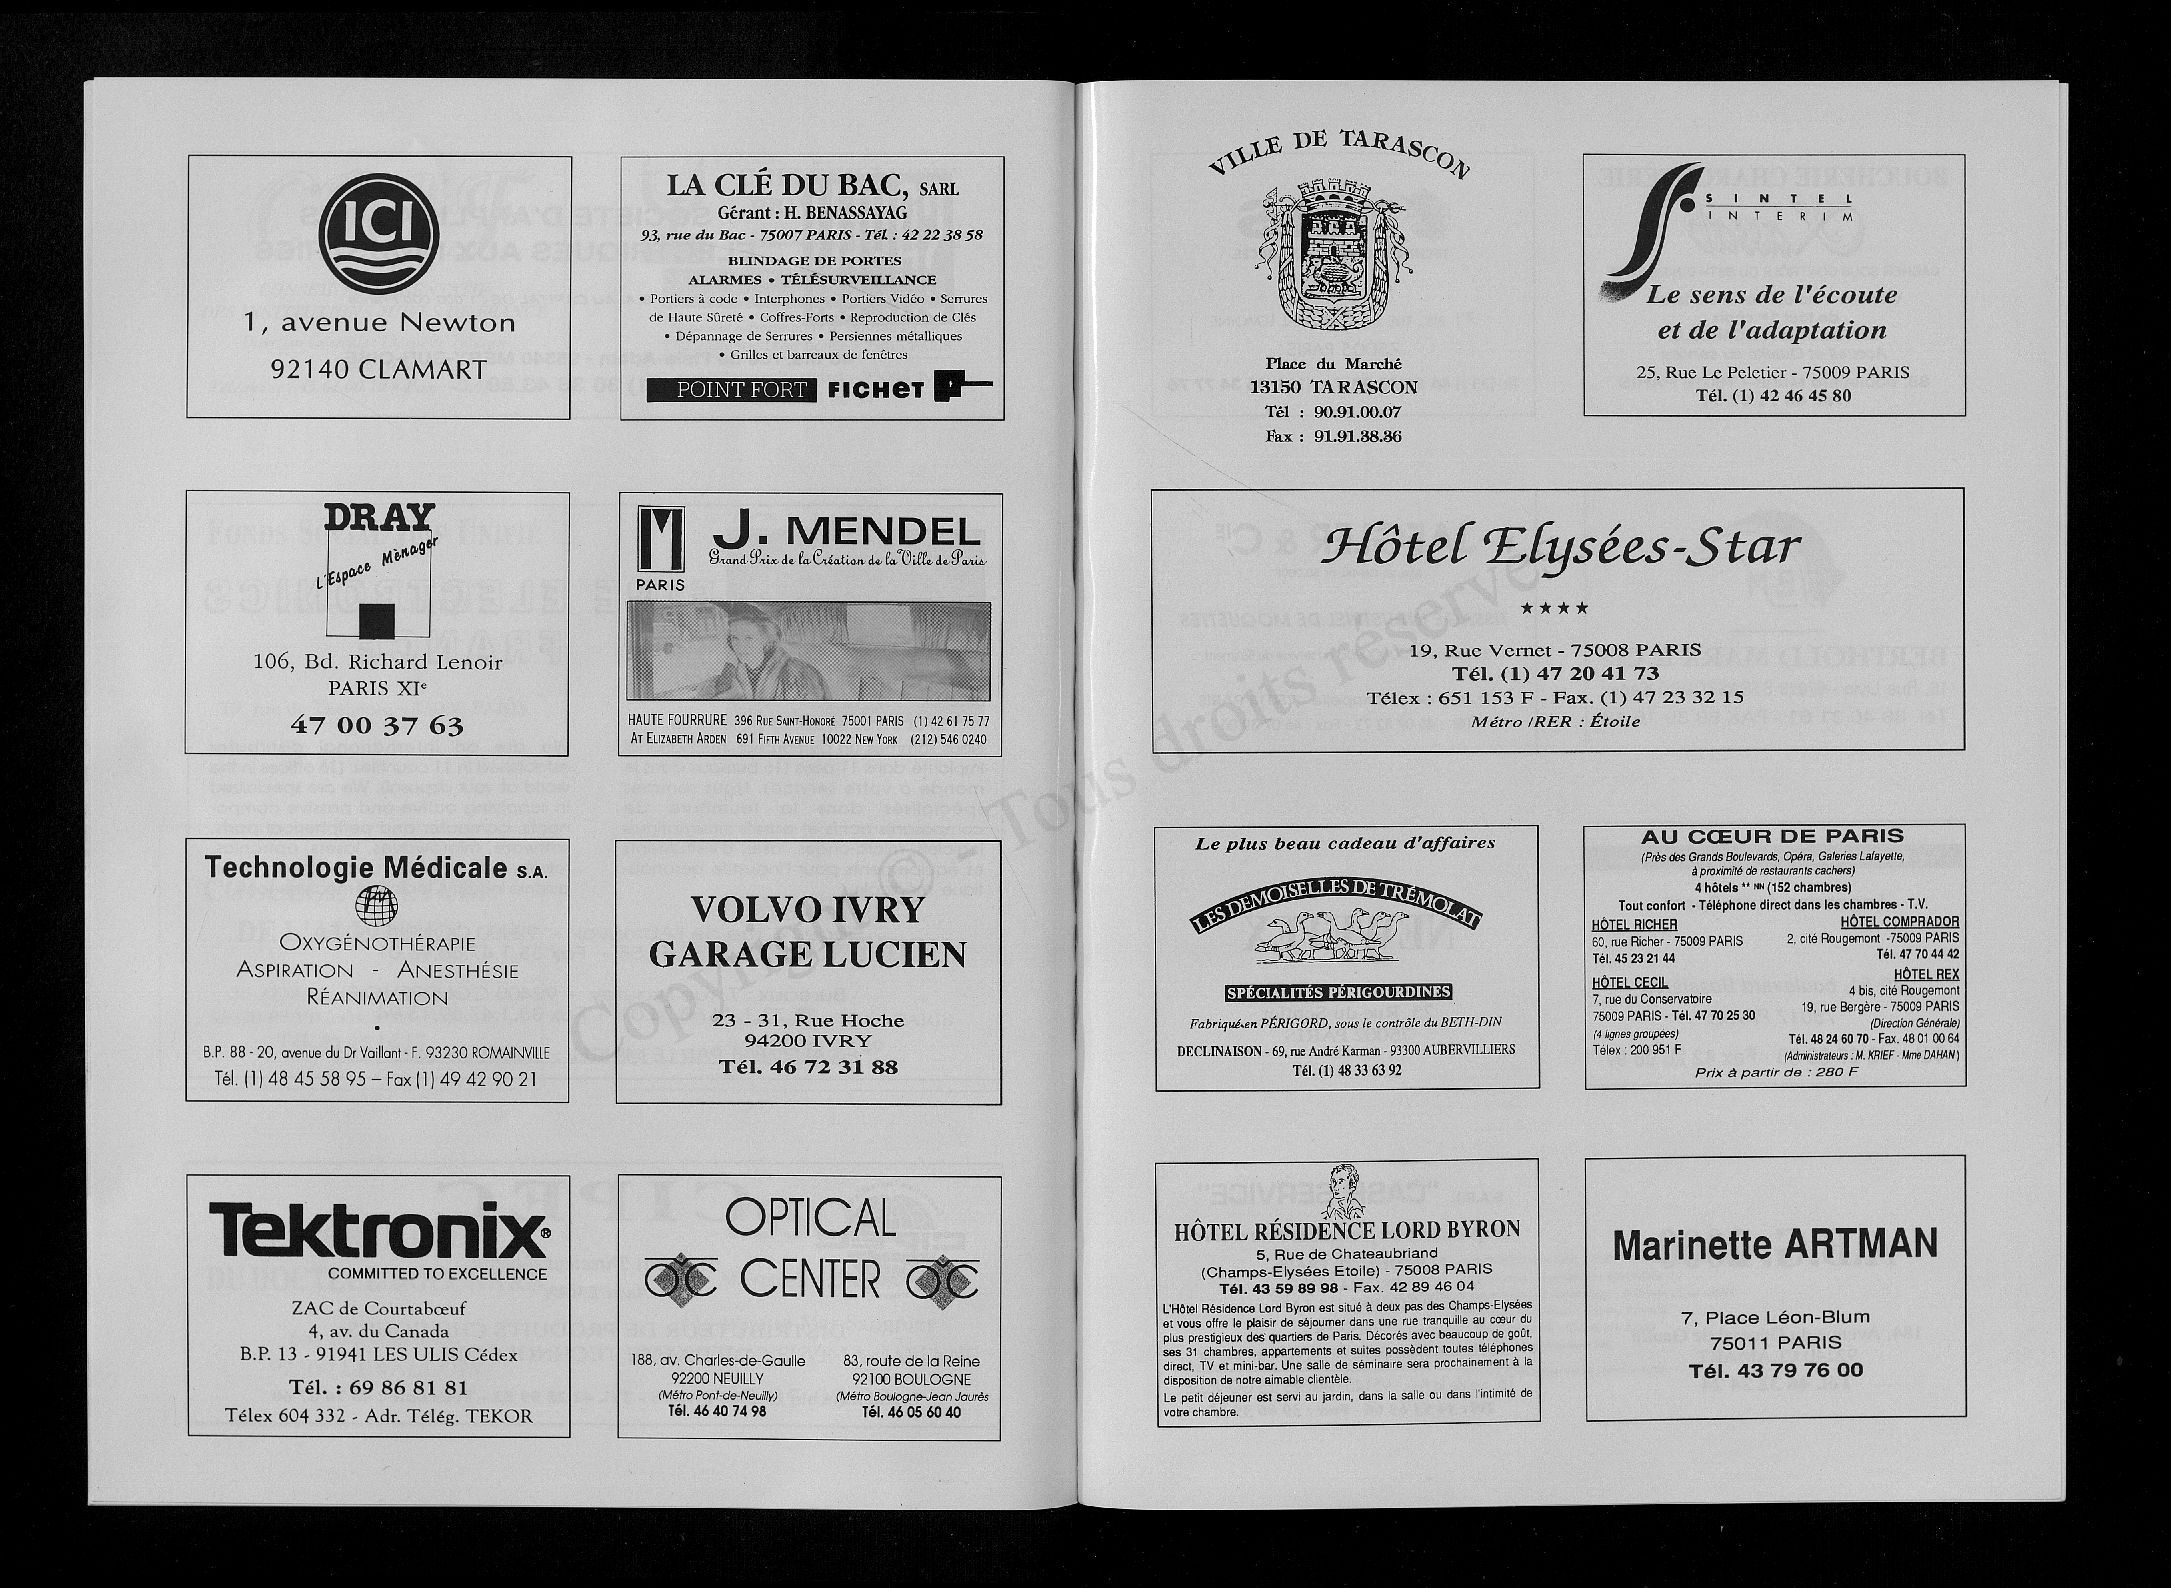 ICI
1, avenue Newton
92140 CLAMART
LA CLÉ DU BAC, SARL
Gérant : H. BENASSAYAG
93, rue du Bac - 75007 PARIS - Tél. : 42 22 38 58
BLINDAGE DE PORTES
ALARMES • TÉLÉSURVEILLANCE
• Portiers à code • Interphones • Portiers Vidéo • Serrures
de Haute Sûreté • Coffres-Forts • Reproduction de Clés
• Dépannage de Serrures • Persiennes métalliques
• Grilles et barreaux de fenêtres
POINT FORT FICHET
DRAY
L'Espace Ménager
106, Bd. Richard Lenoir
PARIS XIe
47 00 37 63
M
PARIS
J. MENDEL
Grand Prix de la Création de la Ville de Paris
HAUTE FOURRURE 396 RUE SAINT-HONORÉ 75001 PARIS (1) 42 61 75 77
AT ELIZABETH ARDEN 691 FIFTH AVENUE 10022 NEW YORK (212) 546 0240
Technologie Médicale S.A.
OXYGÉNOTHÉRAPIE
ASPIRATION - ANESTHÉSIE
RÉANIMATION
•
B.P. 88 - 20, avenue du Dr Vaillant - F. 93230 ROMAINVILLE
Tél. (1) 48 45 58 95 – Fax (1) 49 42 90 21
VOLVO IVRY
GARAGE LUCIEN
23 - 31, Rue Hoche
94200 IVRY
Tél. 46 72 31 88
Tektronix®
COMMITTED TO EXCELLENCE
ZAC de Courtabœuf
4, av. du Canada
B.P. 13 - 91941 LES ULIS Cédex
Tél. : 69 86 81 81
Télex 604 332 - Adr. Télég. TEKOR
OPTICAL
OC CENTER OC
188, av. Charles-de-Gaulle
92200 NEUILLY
(Métro Pont-de-Neuilly)
Tél. 46 40 74 98
83, route de la Reine
92100 BOULOGNE
(Métro Boulogne-Jean Jaurès
Tél. 46 05 60 40
VILLE DE TARASCON
Place du Marché
13150 TARASCON
Tél : 90.91.00.07
Fax : 91.91.38.36
SINTEL
INTERIM
Le sens de l'écoute
et de l'adaptation
25, Rue Le Peletier - 75009 PARIS
Tél. (1) 42 46 45 80
Hôtel Elysées-Star
★★★★
19, Rue Vernet - 75008 PARIS
Tél. (1) 47 20 41 73
Télex : 651 153 F - Fax. (1) 47 23 32 15
Métro /RER : Étoile
Le plus beau cadeau d'affaires
LES DEMOISELLES DE TRÉMOLAT
SPÉCIALITÉS PÉRIGOURDINES
Fabriqué en PÉRIGORD, sous le contrôle du BETH-DIN
DECLINAISON - 69, rue André Karman - 93300 AUBERVILLIERS
Tél. (1) 48 33 63 92
AU CŒUR DE PARIS
(Près des Grands Boulevards, Opéra, Galeries Lafayette,
à proximité de restaurants cachers)
4 hôtels ** NN (152 chambres)
Tout confort - Téléphone direct dans les chambres - T.V.
HÔTEL RICHER
60, rue Richer - 75009 PARIS
Tél. 45 23 21 44
HÔTEL CECIL
7, rue du Conservatoire
75009 PARIS - Tél. 47 70 25 30
(4 lignes groupées)
Télex : 200 951 F
HÔTEL COMPRADOR
2, cité Rougemont -75009 PARIS
Tél. 47 70 44 42
HÔTEL REX
4 bis, cité Rougemont
19, rue Bergère - 75009 PARIS
(Direction Générale)
Tél. 48 24 60 70 - Fax. 48 01 00 64
(Administrateurs : M. KRIEF - Mme DAHAN)
Prix à partir de : 280 F
HÔTEL RÉSIDENCE LORD BYRON
5, Rue de Chateaubriand
(Champs-Elysées Etoile) - 75008 PARIS
Tél. 43 59 89 98 - Fax. 42 89 46 04
L'Hôtel Résidence Lord Byron est situé à deux pas des Champs-Elysées
et vous offre le plaisir de séjourner dans une rue tranquille au cœur du
plus prestigieux des quartiers de Paris. Décorés avec beaucoup de goût,
ses 31 chambres, appartements et suites possèdent toutes téléphones
direct, TV et mini-bar. Une salle de séminaire sera prochainement à la
disposition de notre aimable clientèle.
Le petit déjeuner est servi au jardin, dans la salle ou dans l'intimité de
votre chambre.
Marinette ARTMAN
7, Place Léon-Blum
75011 PARIS
Tél. 43 79 76 00
Copyright © - Tous droits réservé